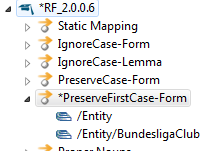 *RF_2.0.0.6
Static Mapping
IgnoreCase-Form
IgnoreCase-Lemma
PreserveCase-Form
*PreserveFirstCase-Form
/Entity
/Entity/BundesligaClub